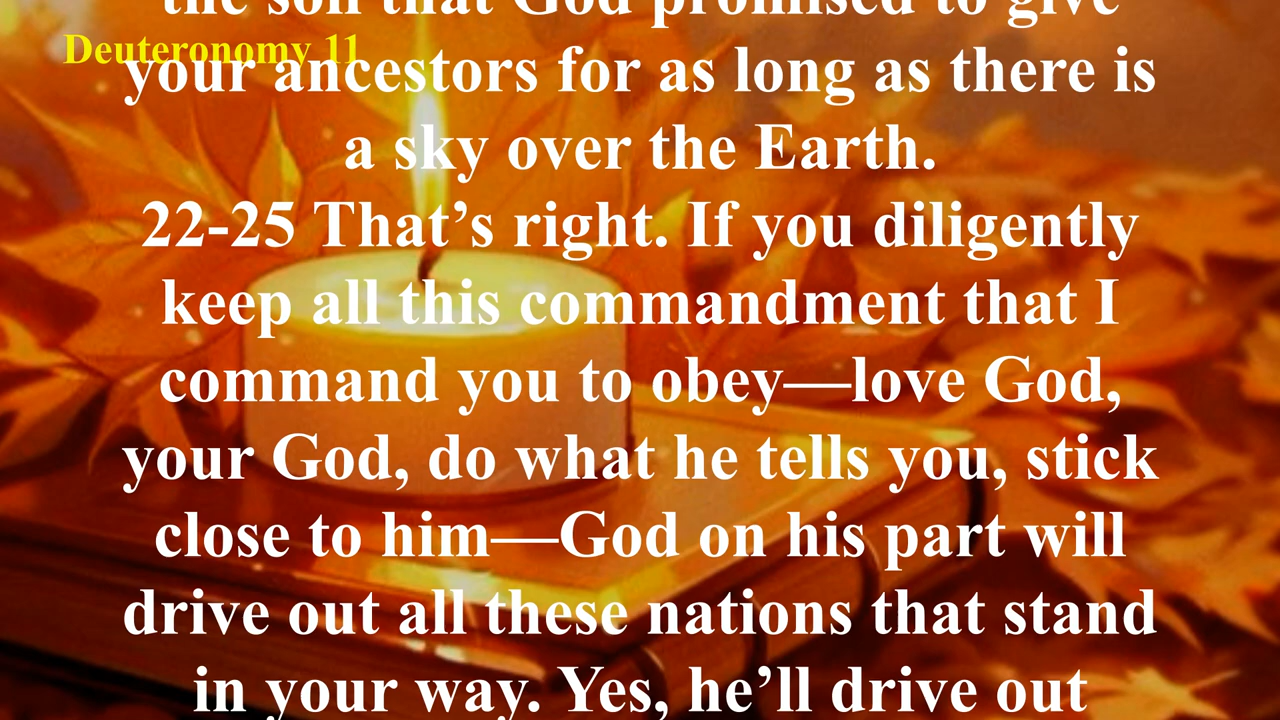 the soil that God promised to give
Deuteronomy 11
your ancestors for as long as there is
a sky over the Earth.
22-25 That’s right. If you diligently
keep all this commandment that I
command you to obey—love God,
your God, do what he tells you, stick
close to him—God on his part will
drive out all these nations that stand
in your way. Yes, he’ll drive out